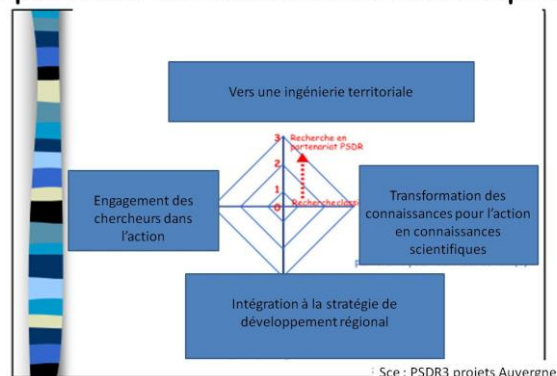 Vers une ingénierie territoriale
3
Recherche en
partenariat PSDR
2
1
0
Engagement des
chercheurs dans
l'action
Transformation des
connaissances pour l'action
en connaissances
scientifiques
Intégration à la stratégie de
développement régional
Sce : PSDR3 projets Auvergne